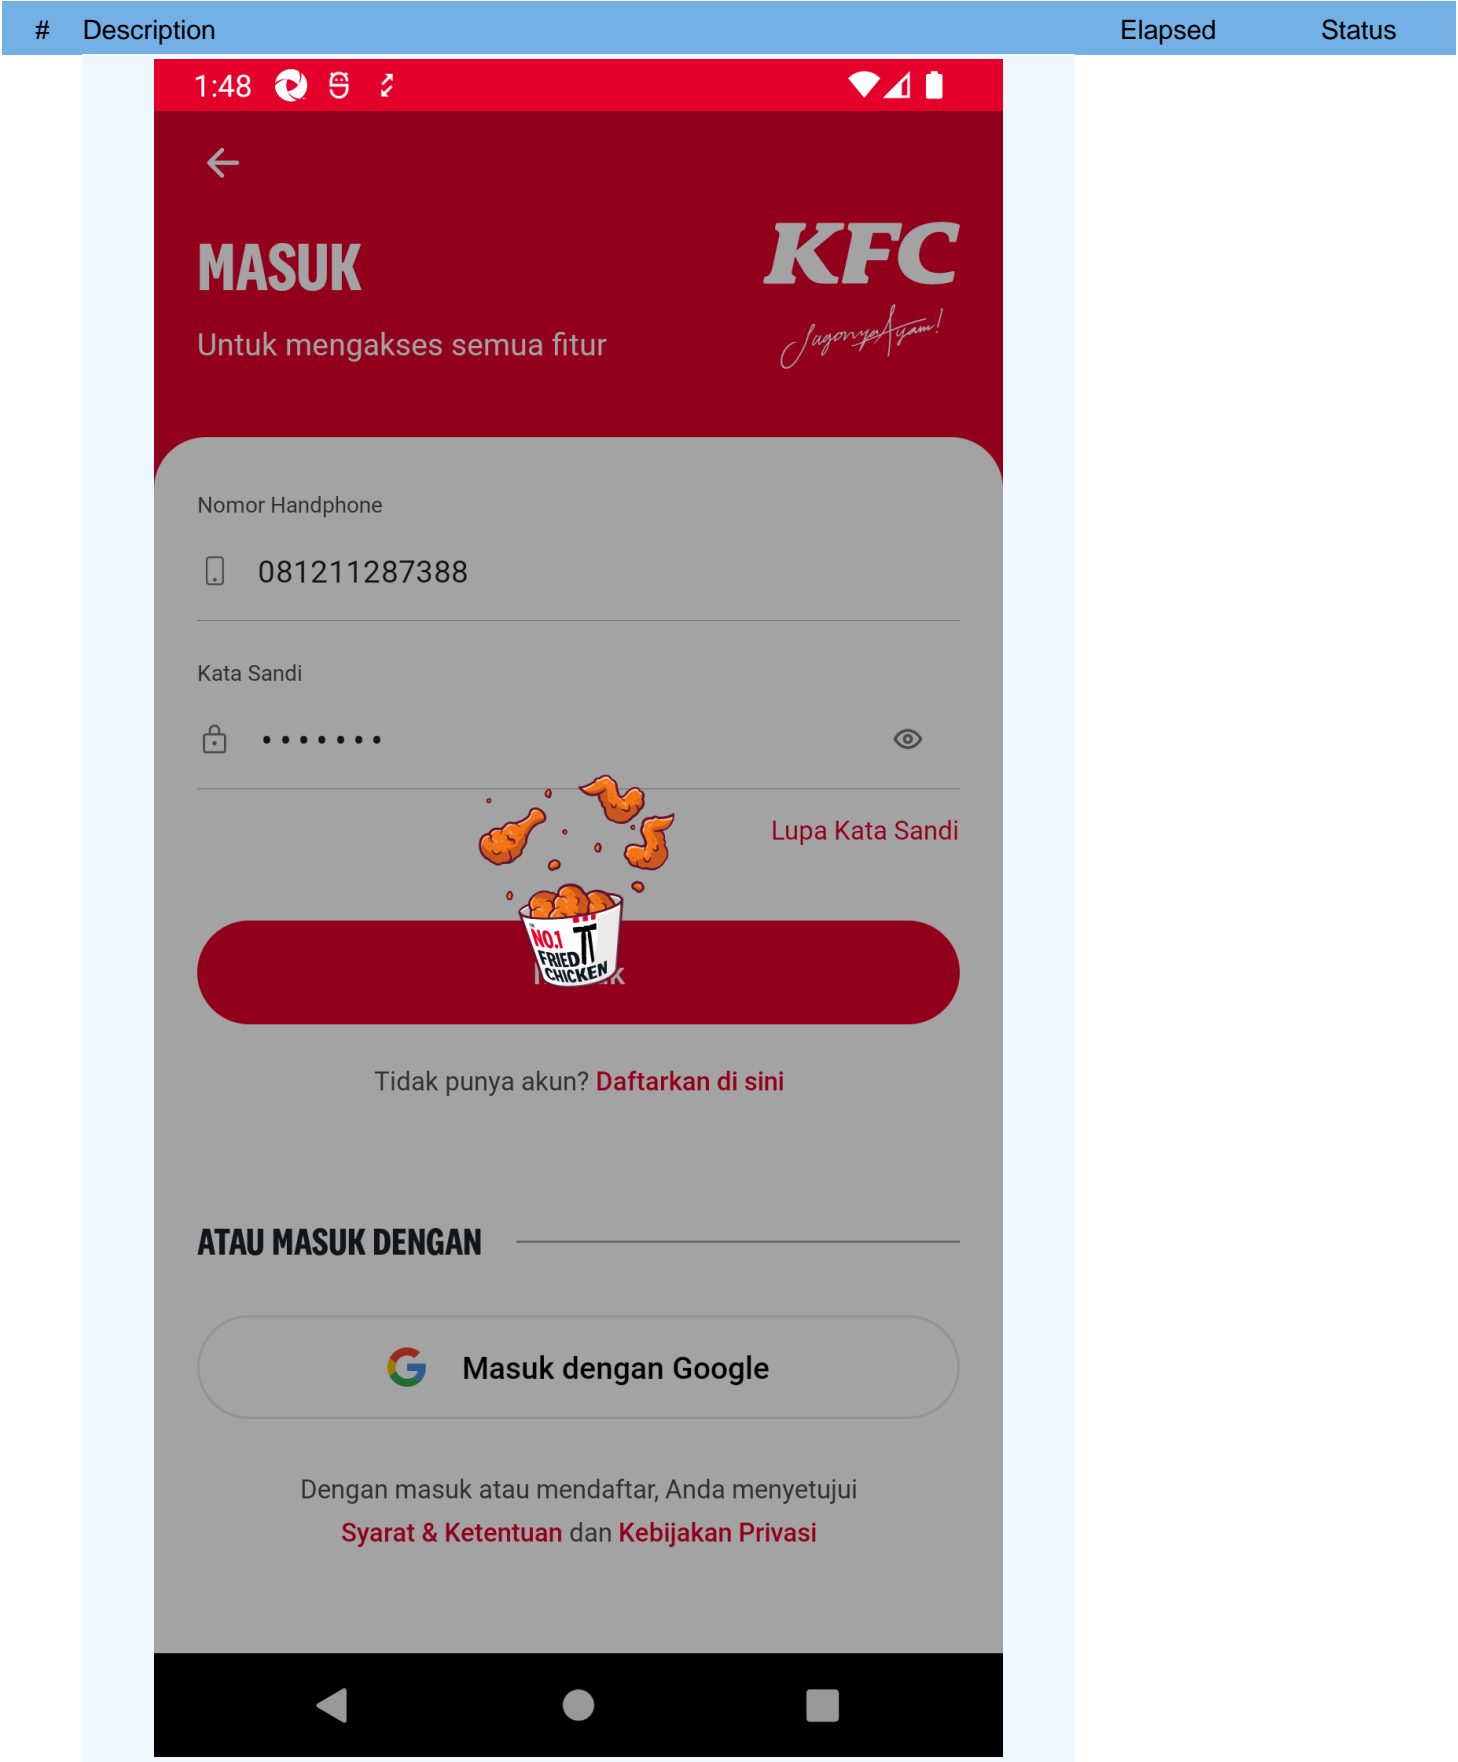 # Description Elapsed Status
1:48
MASUK
KFC
Jagonya Ayam!
Untuk mengakses semua fitur
Nomor Handphone
081211287388
Kata Sandi
•••••••
Lupa Kata Sandi
NO.1
FRIED
CHICKEN
Tidak punya akun? Daftarkan di sini
ATAU MASUK DENGAN
Masuk dengan Google
Dengan masuk atau mendaftar, Anda menyetujui
Syarat & Ketentuan dan Kebijakan Privasi